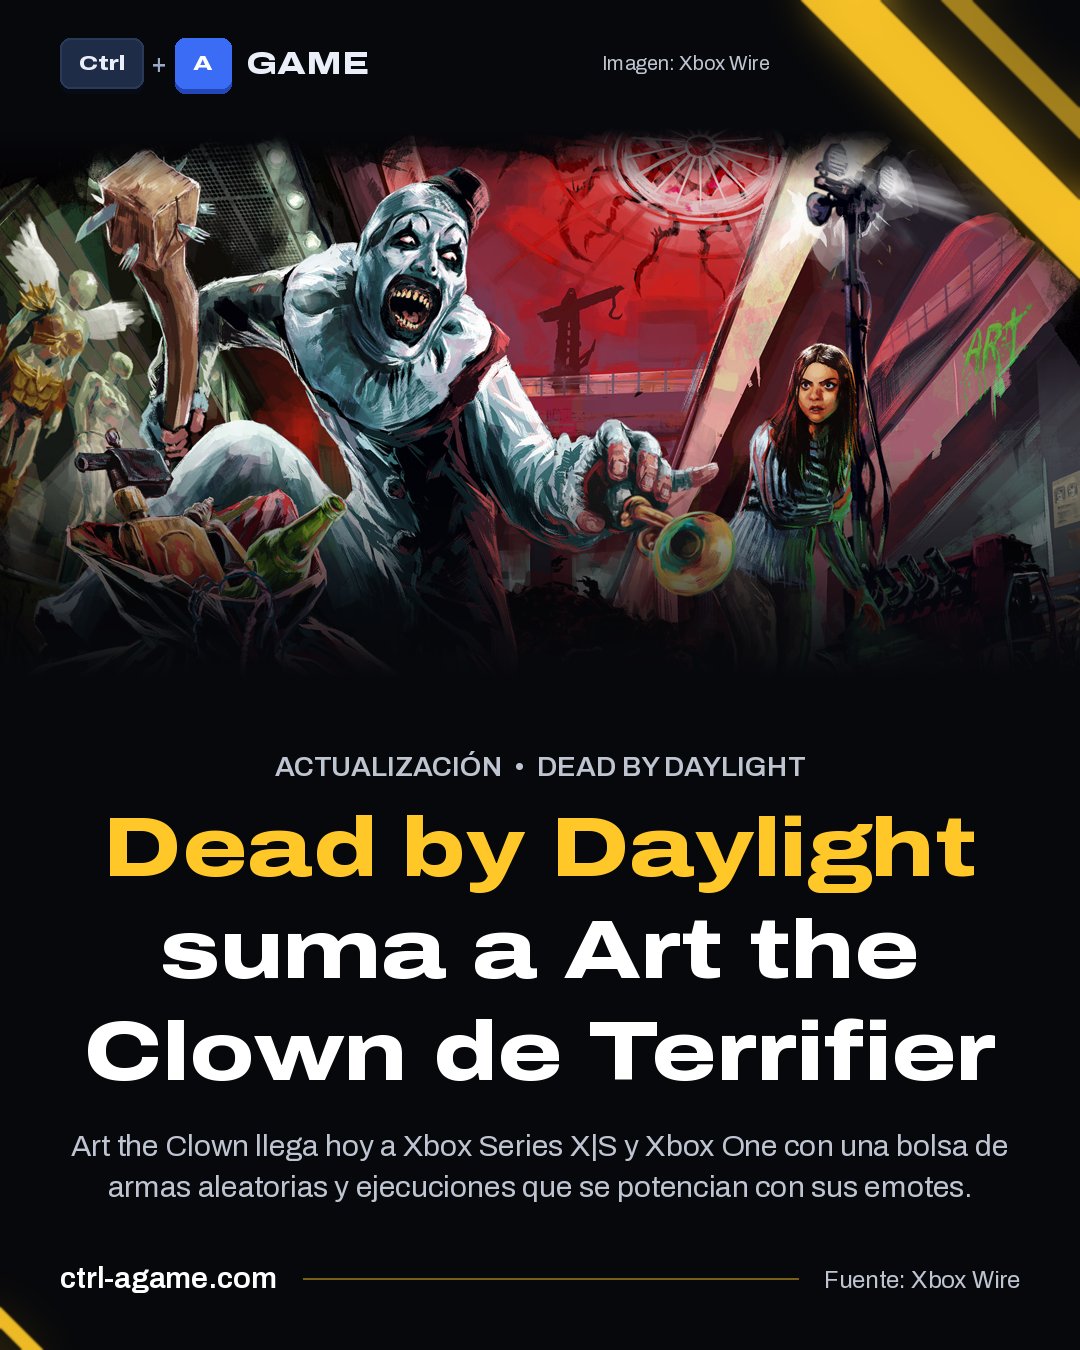 Ctrl + A GAME
Imagen: Xbox Wire
ART
ACTUALIZACIÓN • DEAD BY DAYLIGHT
Dead by Daylight
suma a Art the
Clown de Terrifier
Art the Clown llega hoy a Xbox Series X|S y Xbox One con una bolsa de
armas aleatorias y ejecuciones que se potencian con sus emotes.
ctrl-agame.com
Fuente: Xbox Wire